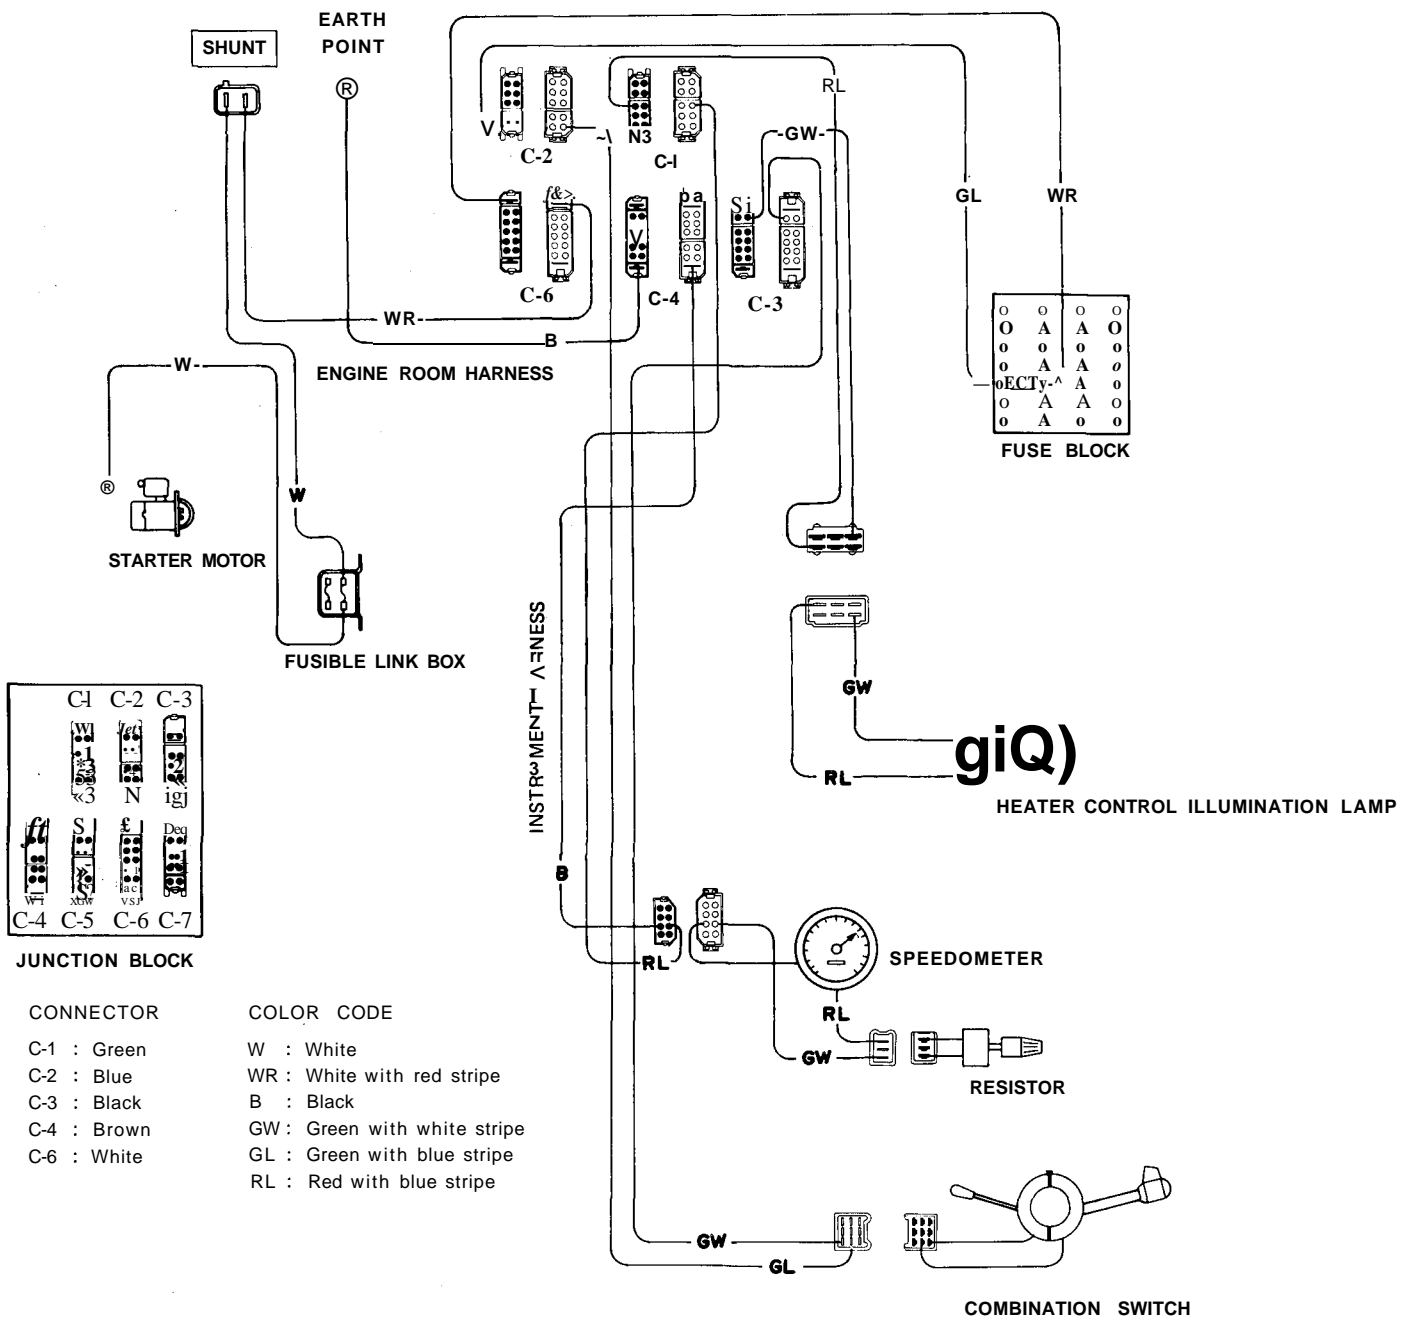 EARTH
POINT
SHUNT
RL
V
N3
C-2
C-1
-GW-
GL
WR
Si
V
C-6
C-4
C-3
WR-
B
W-
ENGINE ROOM HARNESS
FUSE BLOCK
W
STARTER MOTOR
FUSIBLE LINK BOX
GW
RL
giQ)
HEATER CONTROL ILLUMINATION LAMP
C-1 C-2 C-3
N
C-4 C-5 C-6 C-7
JUNCTION BLOCK
B
RL
SPEEDOMETER
RL
GW
RESISTOR
CONNECTOR
C-1 : Green
C-2 : Blue
C-3 : Black
C-4 : Brown
C-6 : White
COLOR CODE
W : White
WR : White with red stripe
B : Black
GW : Green with white stripe
GL : Green with blue stripe
RL : Red with blue stripe
GW
GL
COMBINATION SWITCH